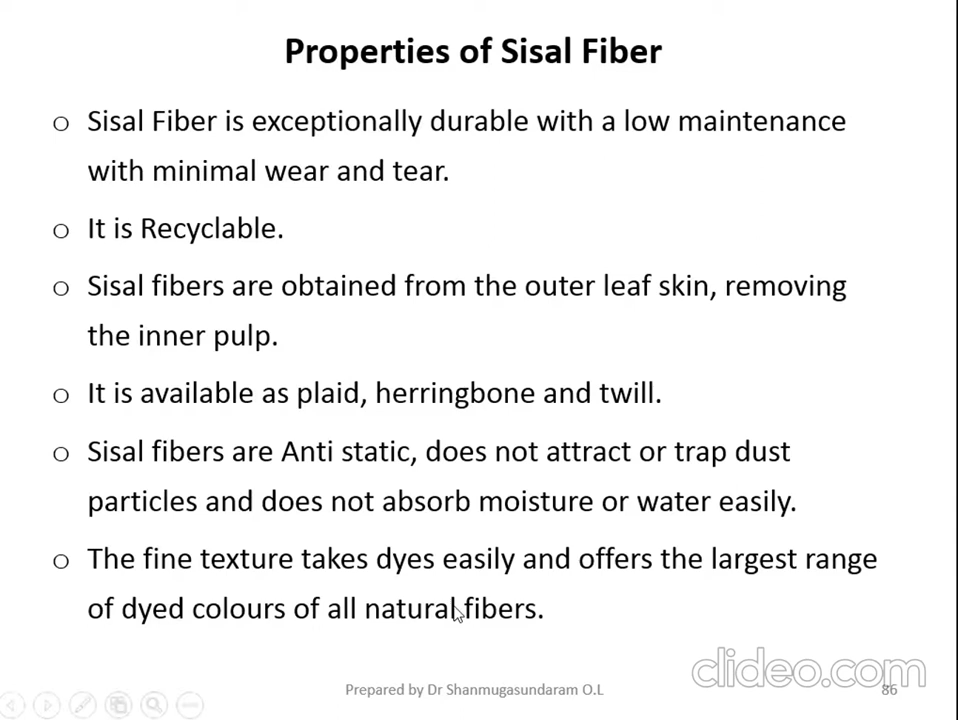 Properties of Sisal Fiber
o Sisal Fiber is exceptionally durable with a low maintenance
with minimal wear and tear.
o It is Recyclable.
o Sisal fibers are obtained from the outer leaf skin, removing
the inner pulp.
o It is available as plaid, herringbone and twill.
o Sisal fibers are Anti static, does not attract or trap dust
particles and does not absorb moisture or water easily.
o The fine texture takes dyes easily and offers the largest range
of dyed colours of all natural fibers.
clideo.com
Prepared by Dr Shanmugasundaram O.L
86